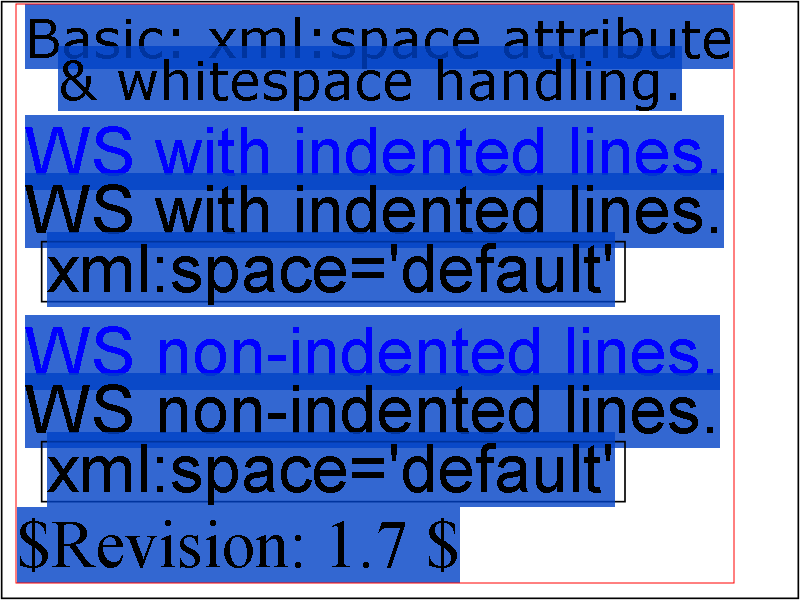 Basic: xml:space attribute
& whitespace handling.
WS with indented lines.
WS with indented lines.
xml:space='default'
WS non-indented lines.
WS non-indented lines.
xml:space='default'
$Revision: 1.7 $